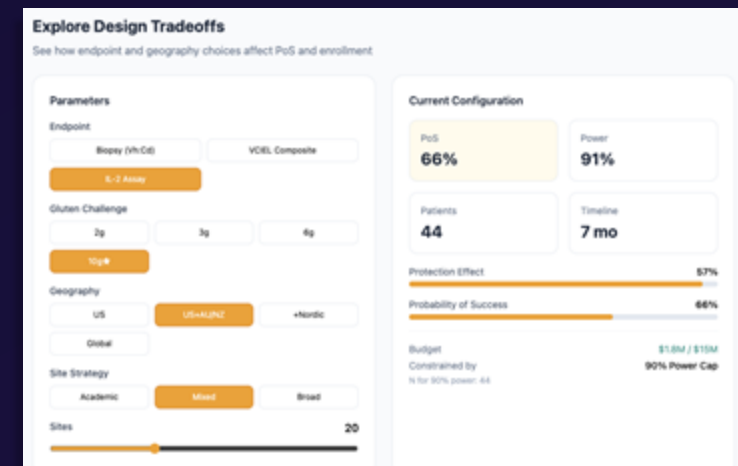 Explore Design Tradeoffs
See how endpoint and geography choices affect PoS and enrollment
Parameters
Endpoint
Biopsy (Vh:Cd)
VCIEL Composite
IL-2 Assay
Gluten Challenge
2g
3g
6g
10g★
Geography
US
US+AU/NZ
+Nordic
Global
Site Strategy
Academic
Mixed
Broad
Sites
20
Current Configuration
PoS
66%
Power
91%
Patients
44
Timeline
7 mo
Protection Effect
57%
Probability of Success
66%
Budget
$1.8M / $15M
Constrained by
90% Power Cap
N for 90% power: 44